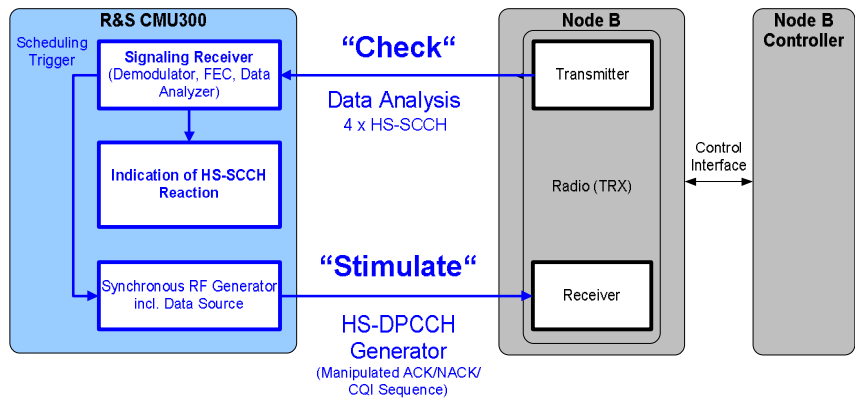 R&S CMU300
Scheduling
Trigger
Signaling Receiver
(Demodulator, FEC, Data
Analyzer)
Indication of HS-SCCH
Reaction
Synchronous RF Generator
incl. Data Source
“Check“
Data Analysis
4 x HS-SCCH
“Stimulate“
HS-DPCCH
Generator
(Manipulated ACK/NACK/
CQI Sequence)
Node B
Transmitter
Radio (TRX)
Receiver
Control
Interface
Node B
Controller